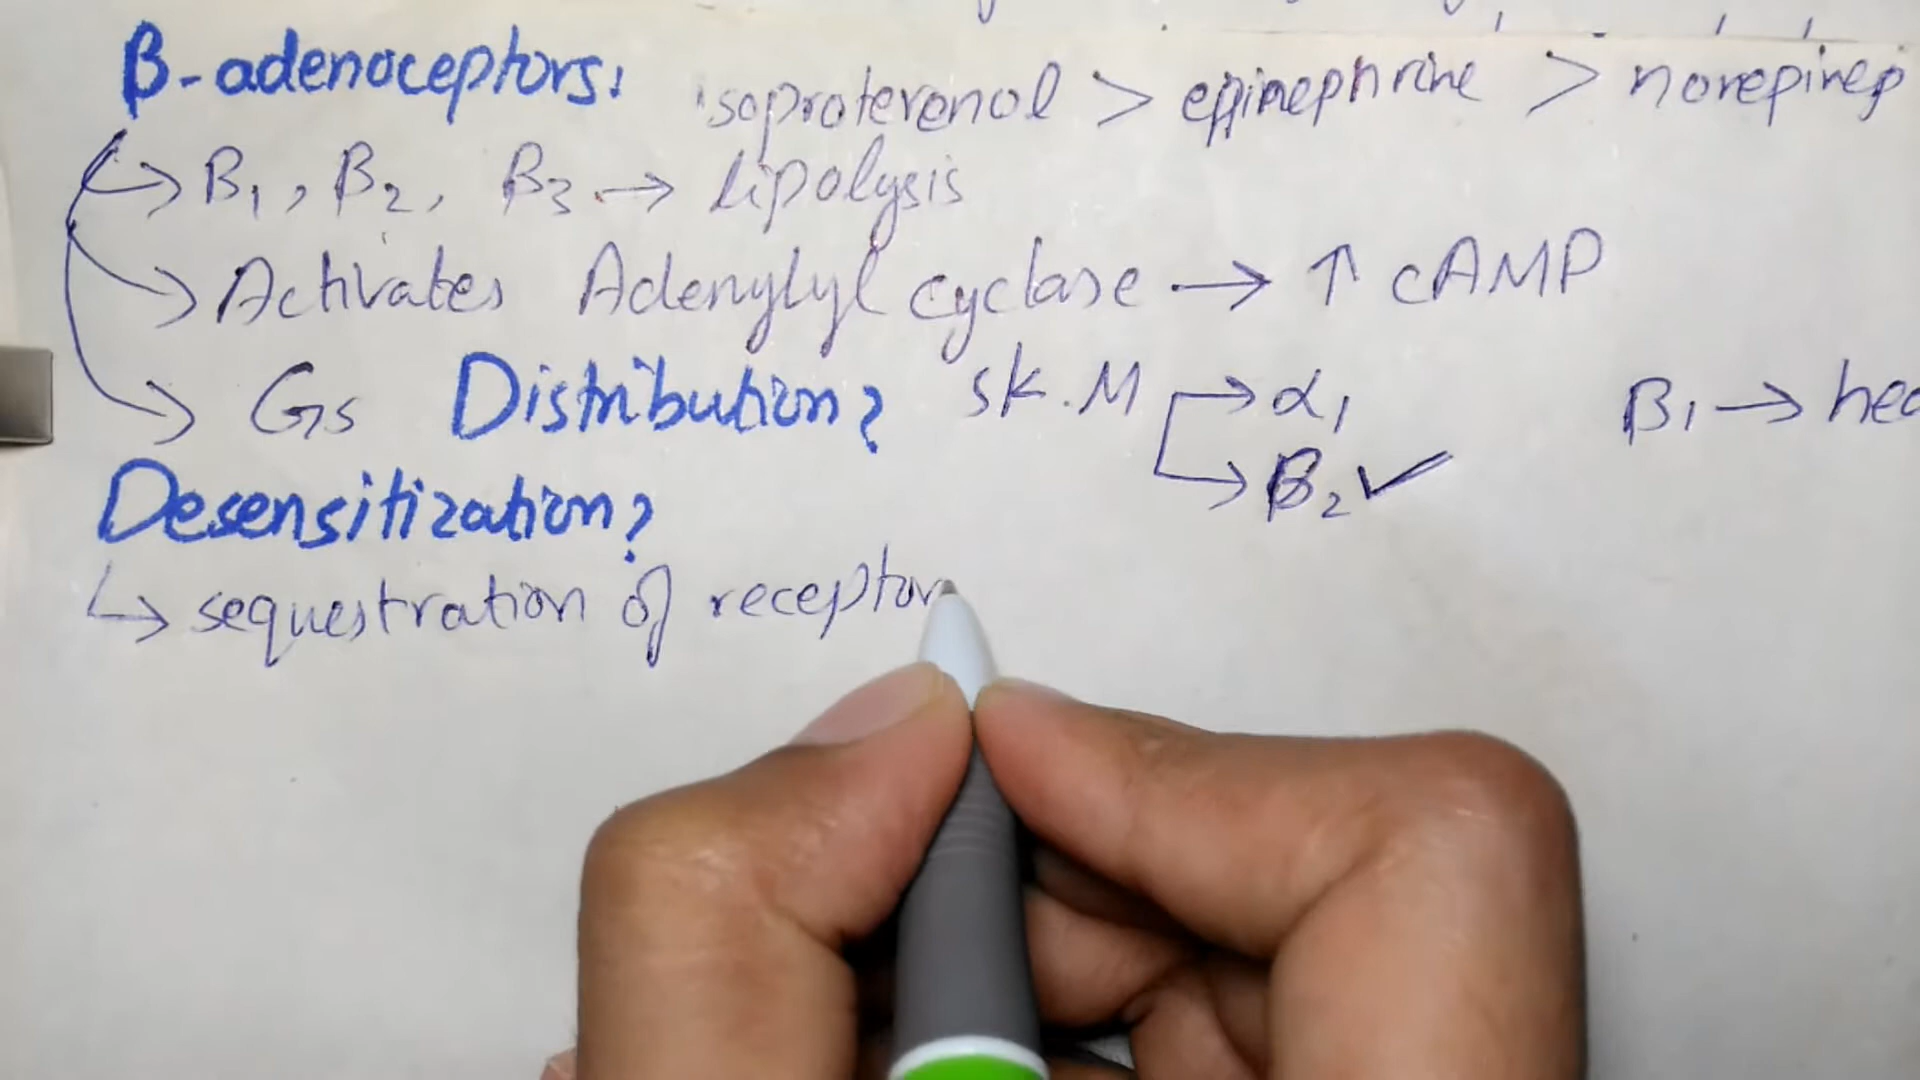 β-adenoceptors: isoproterenol > epinephrine > norepinep
↳ β1, β2, β3 → Lipolysis
→ Activates Adenylyl cyclase → ↑ cAMP
→ Gs Distribution? sk.M → α1 β1 → hea
→ β2 ✓
Desensitization?
↳ sequestration of receptor